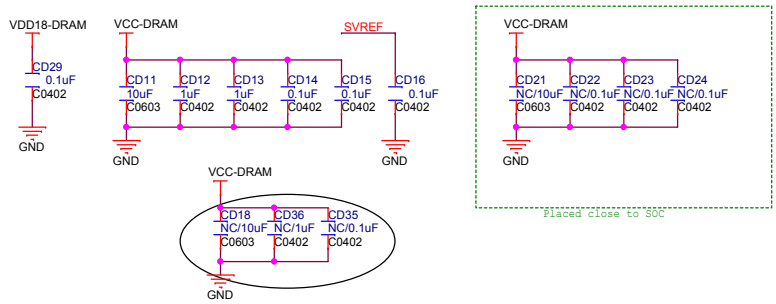 VDD18-DRAM
CD29
0.1uF
C0402
GND
VCC-DRAM
CD11
10uF
C0603
CD12
1uF
C0402
CD13
1uF
C0402
CD14
0.1uF
C0402
CD15
0.1uF
C0402
GND
SVREF
CD16
0.1uF
C0402
GND
VCC-DRAM
CD21
NC/10uF
C0603
CD22
NC/0.1uF
C0402
CD23
NC/0.1uF
C0402
CD24
NC/0.1uF
C0402
GND
Placed close to SOC
VCC-DRAM
CD18
NC/10uF
C0603
CD36
NC/1uF
C0402
CD35
NC/0.1uF
C0402
GND